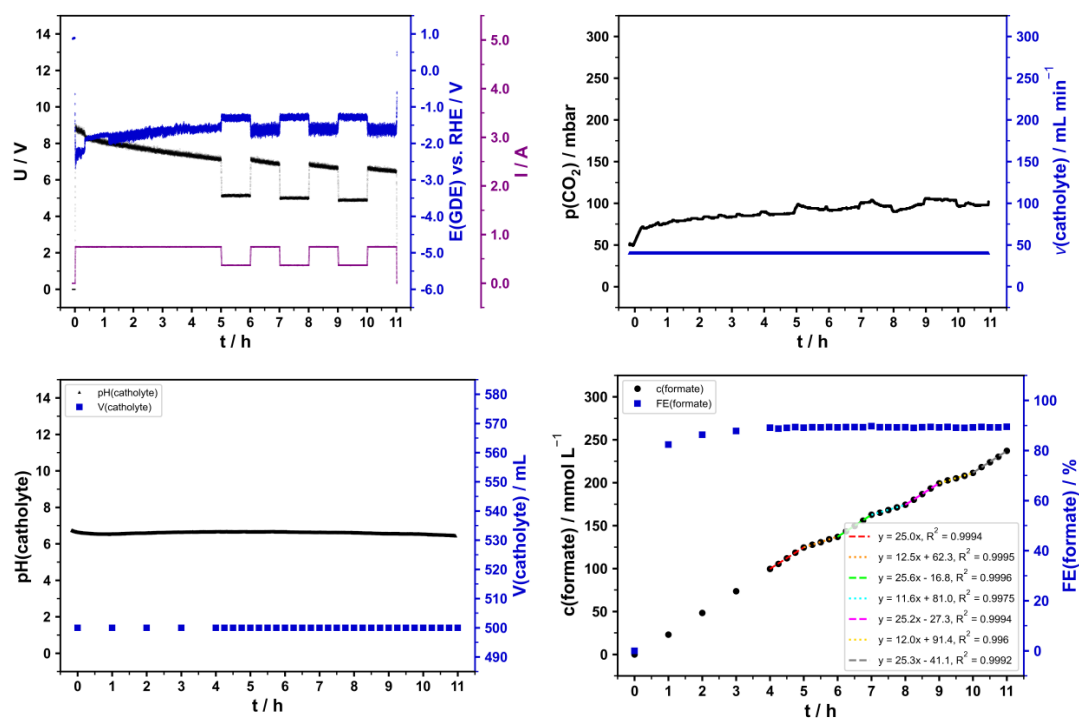 14
12
10
8
6
4
2
0
U / V
1.0
0.0
-1.0
-2.0
-3.0
-4.0
-5.0
-6.0
E(GDE) vs. RHE / V
5.0
4.0
3.0
2.0
1.0
0.0
I / A
0 1 2 3 4 5 6 7 8 9 10 11
t / h
300
250
200
150
100
50
0
p(CO₂) / mbar
300
250
200
150
100
50
0
v(catholyte) / mL min⁻¹
0 1 2 3 4 5 6 7 8 9 10 11
t / h
pH(catholyte)
V(catholyte)
14
12
10
8
6
4
2
0
pH(catholyte)
580
570
560
550
540
530
520
510
500
490
V(catholyte) / mL
0 1 2 3 4 5 6 7 8 9 10 11
t / h
c(formate)
FE(formate)
300
250
200
150
100
50
0
c(formate) / mmol L⁻¹
100
80
60
40
20
0
FE(formate) / %
y = 25.0x, R² = 0.9994
y = 12.5x + 62.3, R² = 0.9995
y = 25.6x - 16.8, R² = 0.9996
y = 11.6x + 81.0, R² = 0.9975
y = 25.2x - 27.3, R² = 0.9994
y = 12.0x + 91.4, R² = 0.996
y = 25.3x - 41.1, R² = 0.9992
0 1 2 3 4 5 6 7 8 9 10 11
t / h